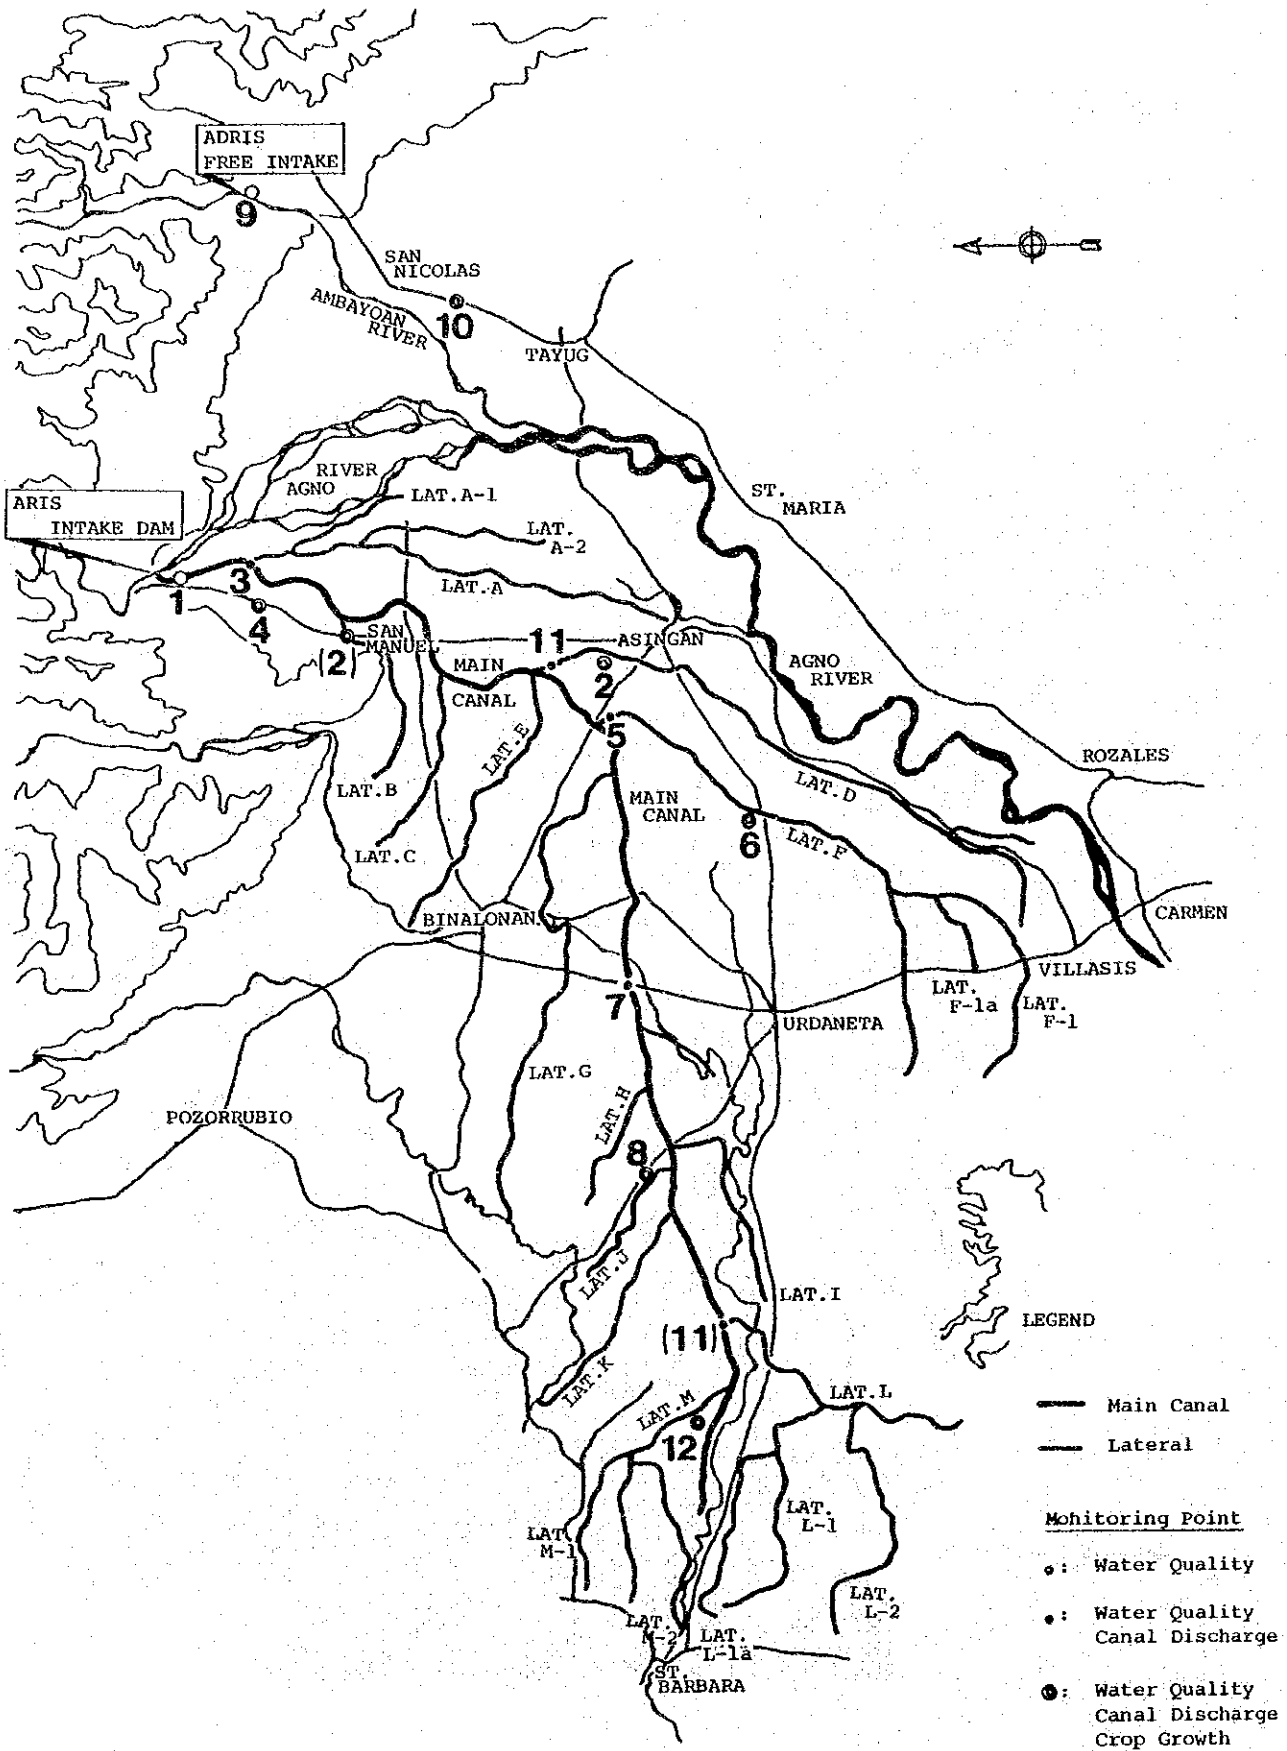 ADRIS
FREE INTAKE
9
SAN
NICOLAS
AMBAYOAN
RIVER
10
TAYUG
RIVER
AGNO
LAT.A-1
ST.
MARIA
ARIS
INTAKE DAM
LAT.
A-2
1
3
4
LAT.A
SAN
MANUEL
(2)
11
ASINGAN
2
MAIN
CANAL
AGNO
RIVER
5
LAT.E
ROZALES
LAT.B
LAT.D
MAIN
CANAL
6
LAT.F
LAT.C
BINALONAN
CARMEN
VILLASIS
7
LAT.
F-1a
LAT.
F-1
URDANETA
LAT.G
LAT.H
POZORRUBIO
8
LAT.J
LAT.I
(11)
LEGEND
LAT.K
LAT.M
LAT.L
12
Main Canal
Lateral
LAT.
L-1
LAT
M-1
Mohitoring Point
: Water Quality
LAT.
L-2
: Water Quality
Canal Discharge
LAT.
M-2
LAT.
L-1a
ST.
BARBARA
: Water Quality
Canal Discharge
Crop Growth